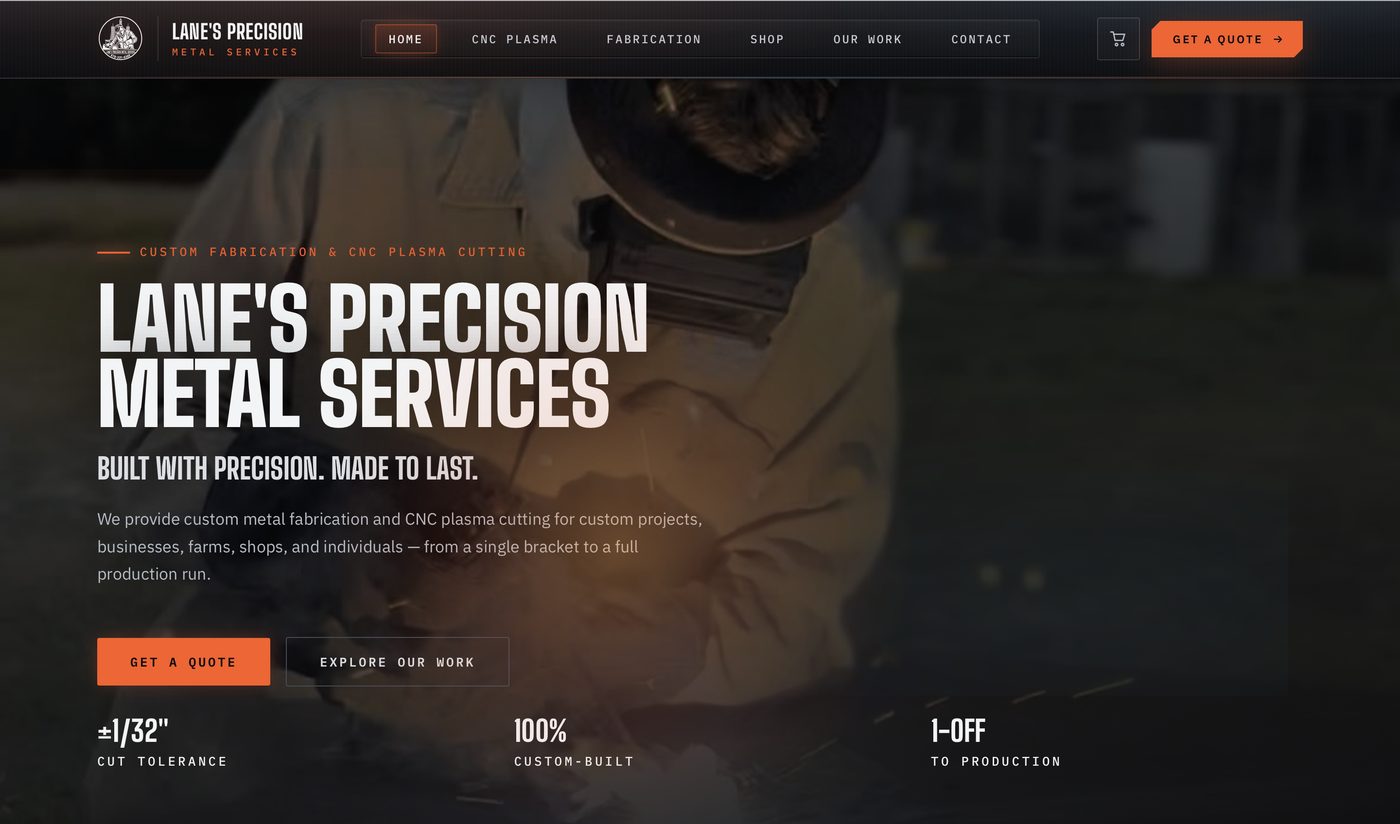 LANE'S PRECISION
METAL SERVICES
HOME
CNC PLASMA
FABRICATION
SHOP
OUR WORK
CONTACT
GET A QUOTE →
CUSTOM FABRICATION & CNC PLASMA CUTTING
LANE'S PRECISION
METAL SERVICES
BUILT WITH PRECISION. MADE TO LAST.
We provide custom metal fabrication and CNC plasma cutting for custom projects,
businesses, farms, shops, and individuals — from a single bracket to a full
production run.
GET A QUOTE
EXPLORE OUR WORK
±1/32"
CUT TOLERANCE
100%
CUSTOM-BUILT
1-OFF
TO PRODUCTION